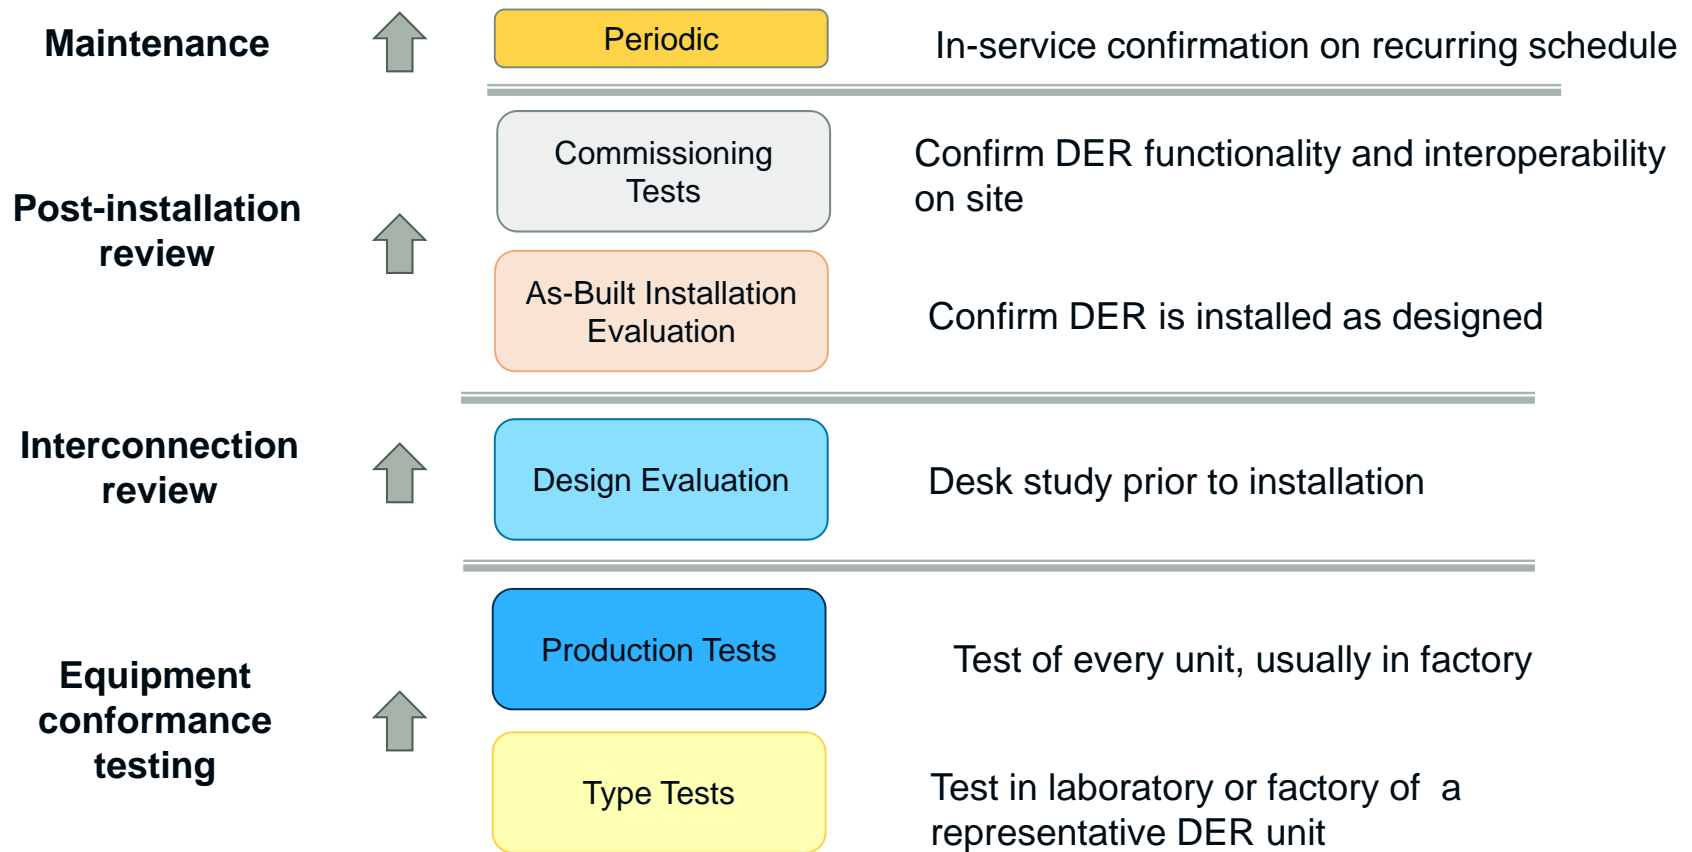 Maintenance
Periodic
In-service confirmation on recurring schedule
Post-installation
review
Commissioning
Tests
Confirm DER functionality and interoperability
on site
As-Built Installation
Evaluation
Confirm DER is installed as designed
Interconnection
review
Design Evaluation
Desk study prior to installation
Equipment
conformance
testing
Production Tests
Test of every unit, usually in factory
Type Tests
Test in laboratory or factory of  a
representative DER unit